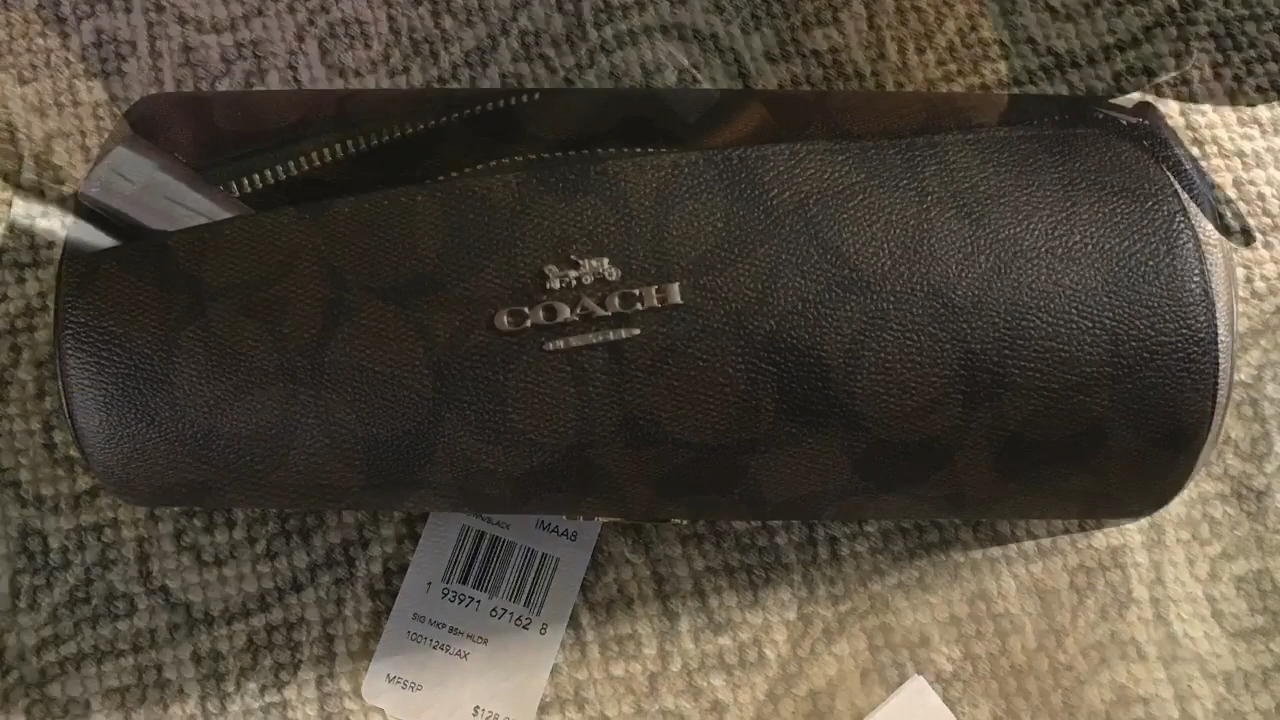 COACH
IMAA8
1 93971 67162 8
SIG MKP BSH HLDR
10011249JAX
MFSRP